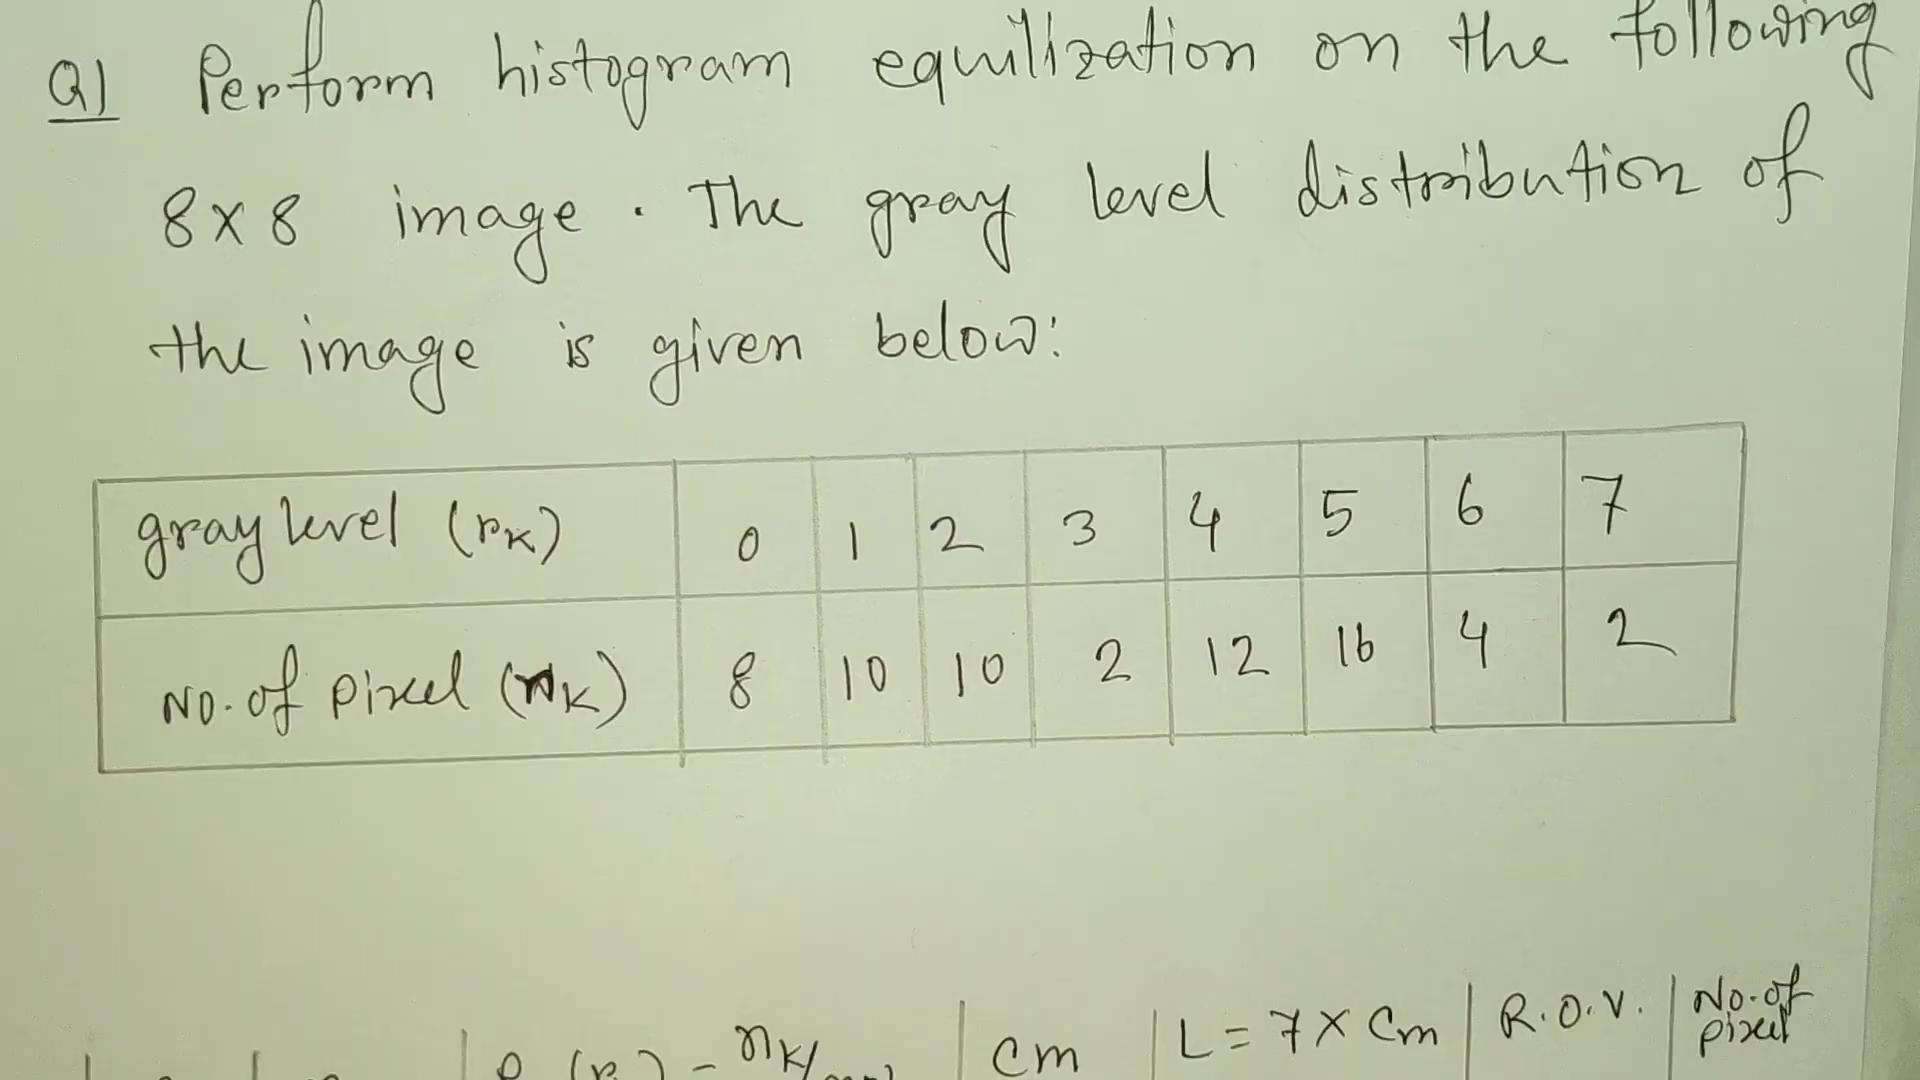 Q1 Perform histogram equilization on the following
8x8 image. The gray level distribution of
the image is given below:
gray level (rK) 0 1 2 3 4 5 6 7
No. of pixel (nK) 8 10 10 2 12 16 4 2
nK/ cm L = 7 x Cm R.O.V. No. of pixel